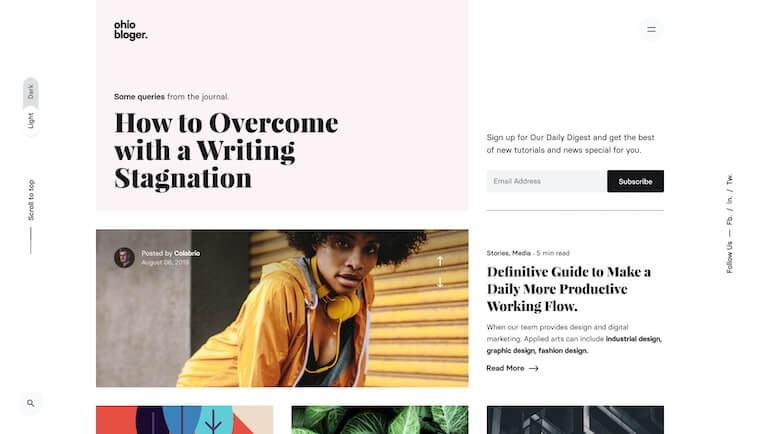 ohio
bloger.
Dark
Light
Scroll to top
Some queries from the journal.
How to Overcome
with a Writing
Stagnation
Sign up for Our Daily Digest and get the best
of new tutorials and news special for you.
Email Address
Subscribe
Follow Us — Fb. / In. / Tw.
Posted by Colabrio
August 06, 2019
Stories, Media - 5 min read
Definitive Guide to Make a
Daily More Productive
Working Flow.
When our team provides design and digital
marketing. Applied arts can include industrial design,
graphic design, fashion design.
Read More